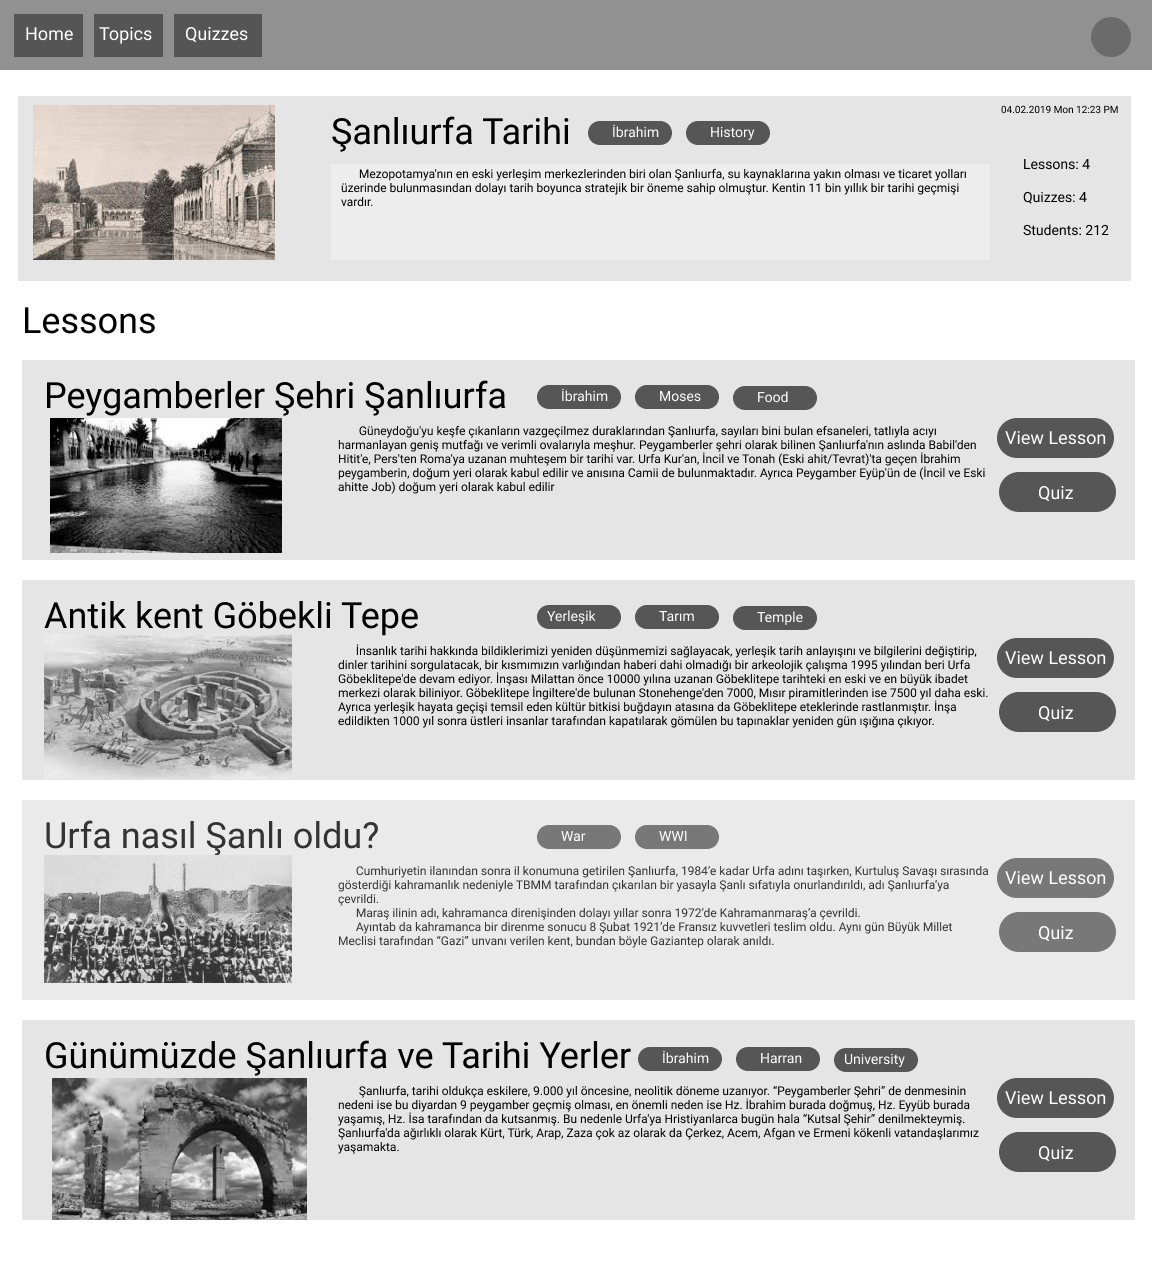 Home Topics Quizzes
04.02.2019 Mon 12:23 PM
Şanlıurfa Tarihi İbrahim History
Mezopotamya'nın en eski yerleşim merkezlerinden biri olan Şanlıurfa, su kaynaklarına yakın olması ve ticaret yolları
üzerinde bulunmasından dolayı tarih boyunca stratejik bir öneme sahip olmuştur. Kentin 11 bin yıllık bir tarihi geçmişi
vardır.
Lessons: 4
Quizzes: 4
Students: 212
Lessons
Peygamberler Şehri Şanlıurfa İbrahim Moses Food
Güneydoğu'yu keşfe çıkanların vazgeçilmez duraklarından Şanlıurfa, sayıları bini bulan efsaneleri, tatlıyla acıyı
harmanlayan geniş mutfağı ve verimli ovalarıyla meşhur. Peygamberler şehri olarak bilinen Şanlıurfa'nın aslında Babil'den
Hitit'e, Pers'ten Roma'ya uzanan muhteşem bir tarihi var. Urfa Kur'an, İncil ve Tonah (Eski ahit/Tevrat)'ta geçen İbrahim
peygamberin, doğum yeri olarak kabul edilir ve anısına Camii de bulunmaktadır. Ayrıca Peygamber Eyüp'ün de (İncil ve Eski
ahitte Job) doğum yeri olarak kabul edilir
View Lesson
Quiz
Antik kent Göbekli Tepe Yerleşik Tarım Temple
İnsanlık tarihi hakkında bildiklerimizi yeniden düşünmemizi sağlayacak, yerleşik tarih anlayışını ve bilgilerini değiştirip,
dinler tarihini sorgulatacak, bir kısmımızın varlığından haberi dahi olmadığı bir arkeolojik çalışma 1995 yılından beri Urfa
Göbeklitepe'de devam ediyor. İnşası Milattan önce 10000 yılına uzanan Göbeklitepe tarihteki en eski ve en büyük ibadet
merkezi olarak biliniyor. Göbeklitepe İngiltere'de bulunan Stonehenge'den 7000, Mısır piramitlerinden ise 7500 yıl daha eski.
Ayrıca yerleşik hayata geçişi temsil eden kültür bitkisi buğdayın atasına da Göbeklitepe eteklerinde rastlanmıştır. İnşa
edildikten 1000 yıl sonra üstleri insanlar tarafından kapatılarak gömülen bu tapınaklar yeniden gün ışığına çıkıyor.
View Lesson
Quiz
Urfa nasıl Şanlı oldu? War WWI
Cumhuriyetin ilanından sonra il konumuna getirilen Şanlıurfa, 1984’e kadar Urfa adını taşırken, Kurtuluş Savaşı sırasında
gösterdiği kahramanlık nedeniyle TBMM tarafından çıkarılan bir yasayla Şanlı sıfatıyla onurlandırıldı, adı Şanlıurfa’ya
çevrildi.
Maraş ilinin adı, kahramanca direnişinden dolayı yıllar sonra 1972’de Kahramanmaraş’a çevrildi.
Ayıntab da kahramanca bir direnme sonucu 8 Şubat 1921’de Fransız kuvvetleri teslim oldu. Aynı gün Büyük Millet
Meclisi tarafından “Gazi” unvanı verilen kent, bundan böyle Gaziantep olarak anıldı.
View Lesson
Quiz
Günümüzde Şanlıurfa ve Tarihi Yerler İbrahim Harran University
Şanlıurfa, tarihi oldukça eskilere, 9.000 yıl öncesine, neolitik döneme uzanıyor. “Peygamberler Şehri” de denmesinin
nedeni ise bu diyardan 9 peygamber geçmiş olması, en önemli neden ise Hz. İbrahim burada doğmuş, Hz. Eyyüb burada
yaşamış, Hz. İsa tarafından da kutsanmış. Bu nedenle Urfa'ya Hristiyanlarca bugün hala “Kutsal Şehir” denilmekteymiş.
Şanlıurfa'da ağırlıklı olarak Kürt, Türk, Arap, Zaza çok az olarak da Çerkez, Acem, Afgan ve Ermeni kökenli vatandaşlarımız
yaşamakta.
View Lesson
Quiz